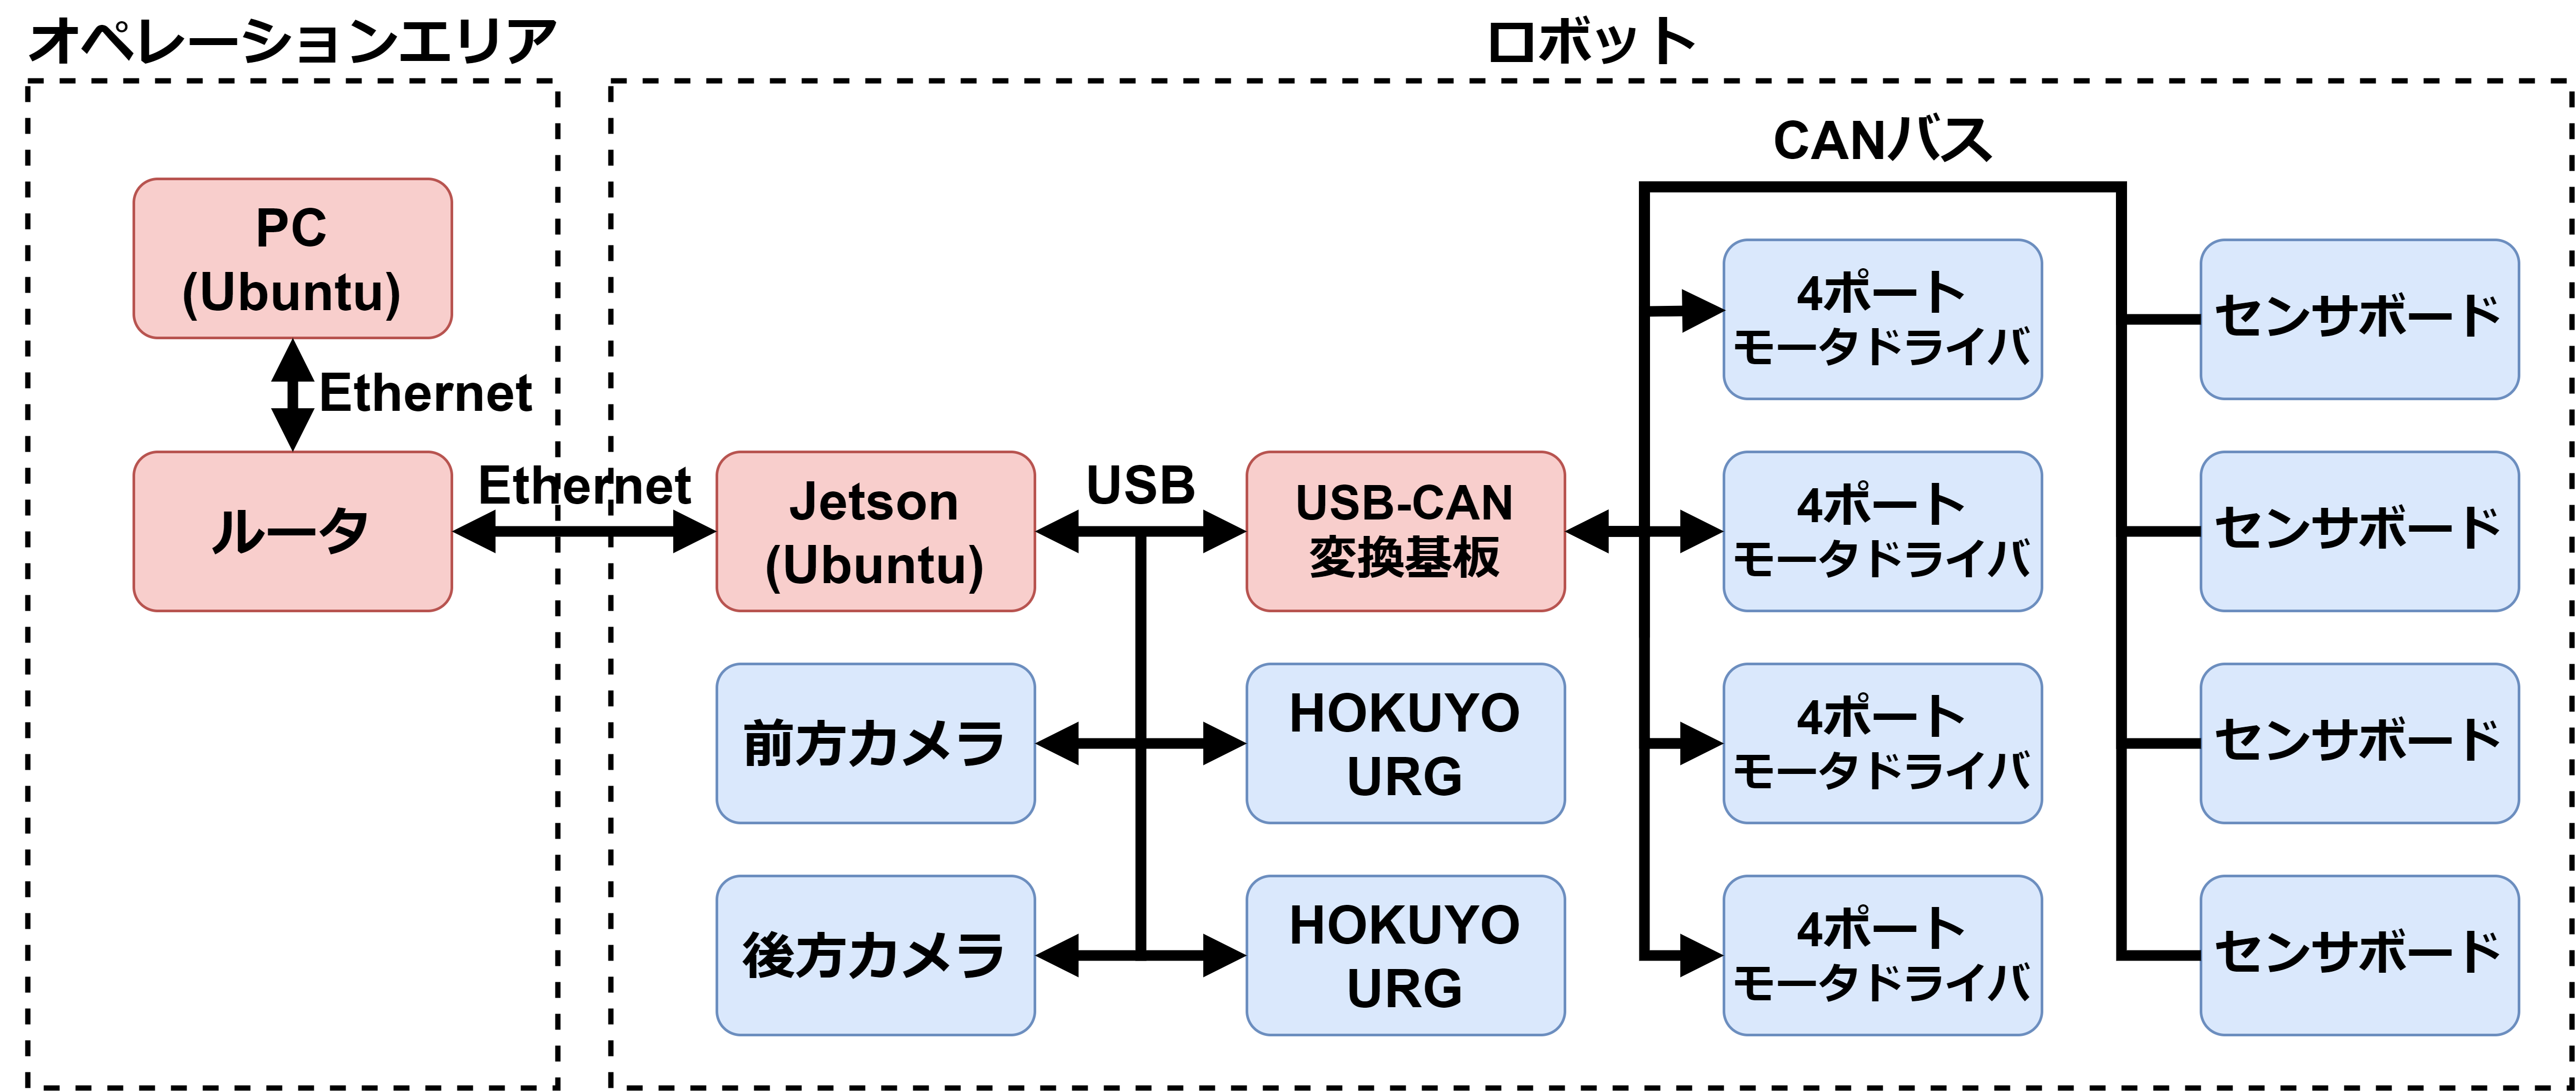 オペレーションエリア
ロボット
CANバス
PC
(Ubuntu)
Ethernet
ルータ
Ethernet
Jetson
(Ubuntu)
USB
USB-CAN
変換基板
前方カメラ
HOKUYO
URG
後方カメラ
HOKUYO
URG
4ポート
モータドライバ
4ポート
モータドライバ
4ポート
モータドライバ
4ポート
モータドライバ
センサボード
センサボード
センサボード
センサボード